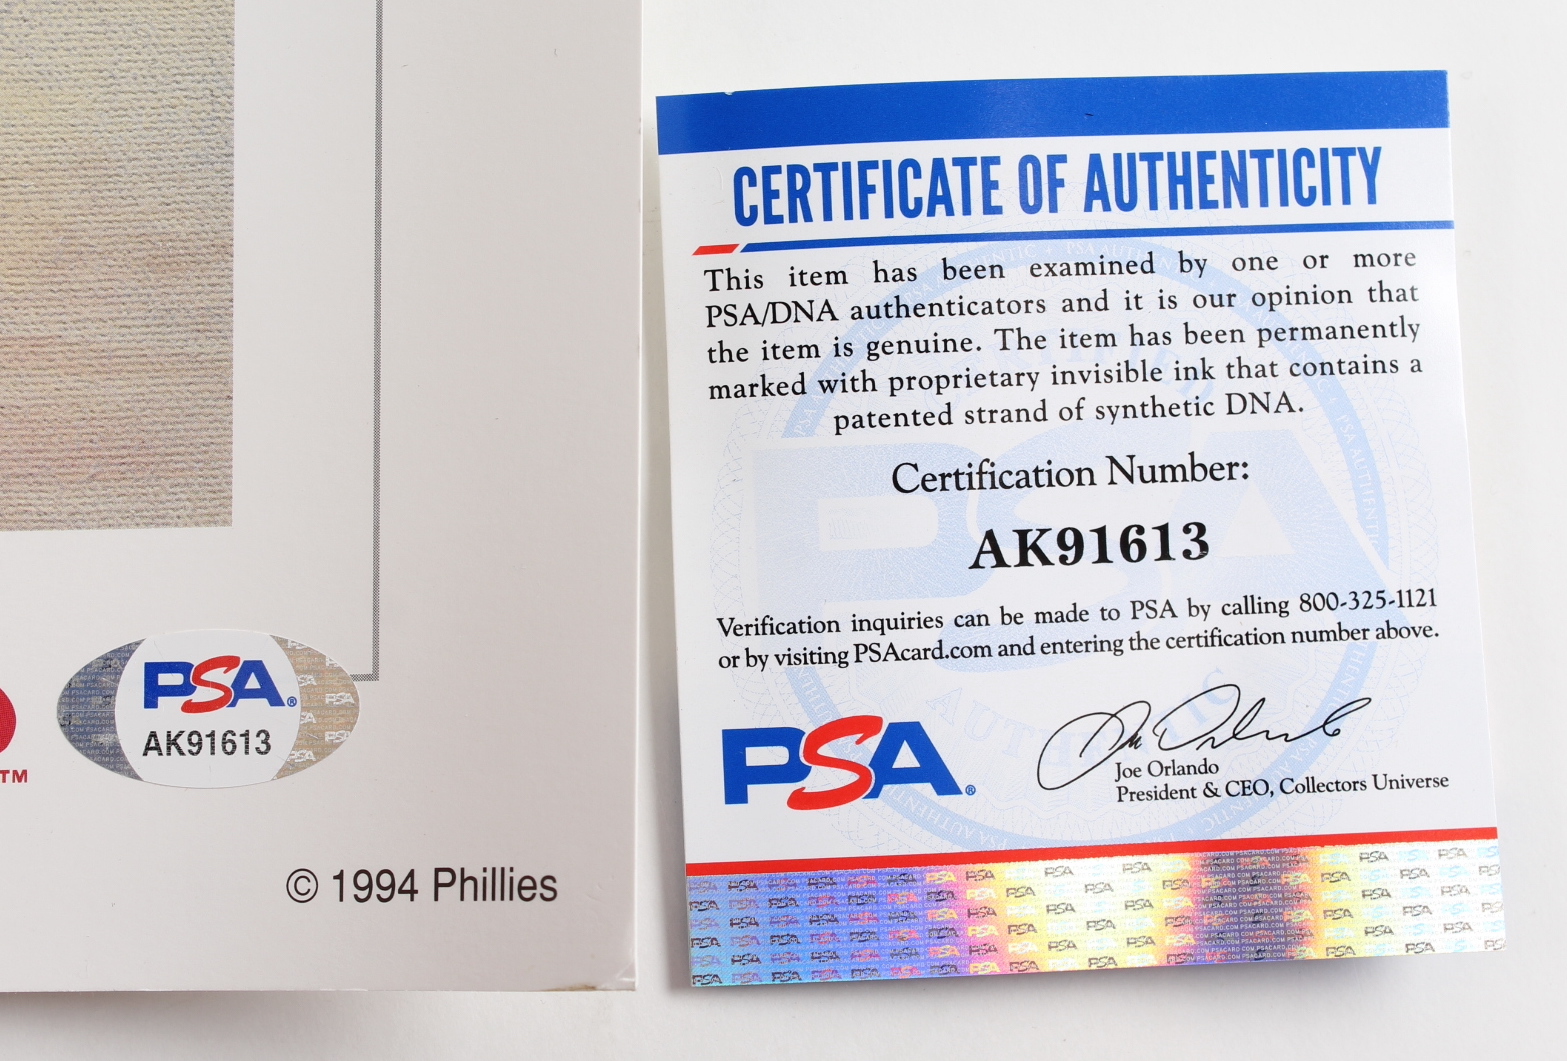 PSA®
AK91613
TM
© 1994 Phillies
CERTIFICATE OF AUTHENTICITY
This item has been examined by one or more
PSA/DNA authenticators and it is our opinion that
the item is genuine. The item has been permanently
marked with proprietary invisible ink that contains a
patented strand of synthetic DNA.
Certification Number:
AK91613
Verification inquiries can be made to PSA by calling 800-325-1121
or by visiting PSAcard.com and entering the certification number above.
PSA®
Joe Orlando
President & CEO, Collectors Universe